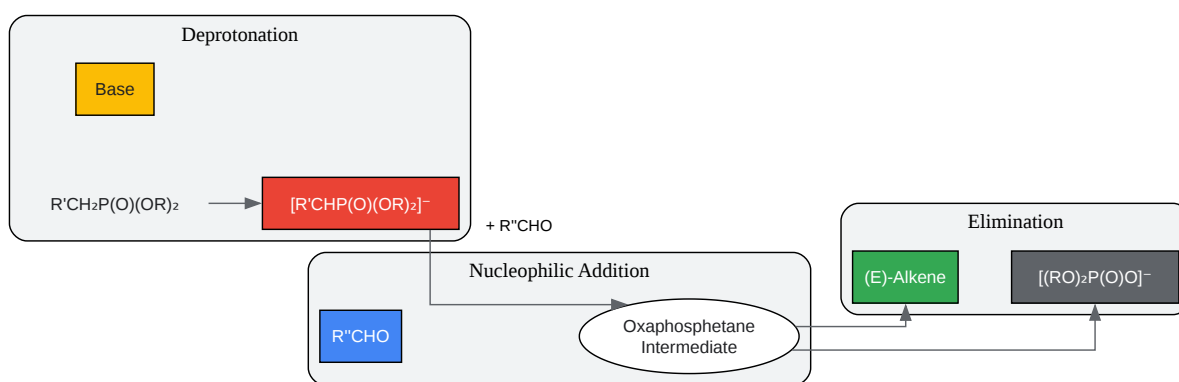 Deprotonation
Base
R'CH₂P(O)(OR)₂
[R'CHP(O)(OR)₂]⁻
+ R''CHO
Nucleophilic Addition
R''CHO
Oxaphosphetane
Intermediate
Elimination
(E)-Alkene
[(RO)₂P(O)O]⁻